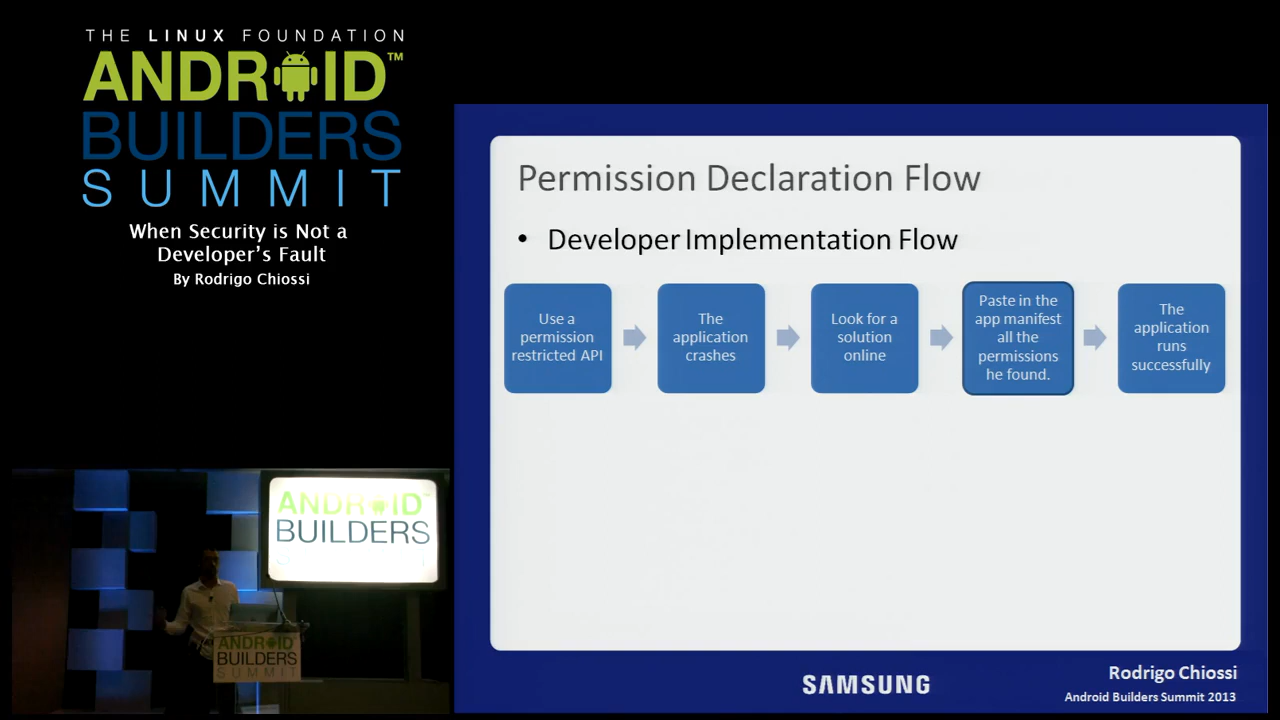 THE LINUX FOUNDATION
ANDROID™
BUILDERS
SUMMIT
When Security is Not a
Developer's Fault
By Rodrigo Chiossi
Permission Declaration Flow
• Developer Implementation Flow
Use a
permission
restricted API
The
application
crashes
Look for a
solution
online
Paste in the
app manifest
all the
permissions
he found.
The
application
runs
successfully
SAMSUNG
Rodrigo Chiossi
Android Builders Summit 2013
ANDROID™
BUILDERS
ANDROID
BUILDERS
SUMMIT